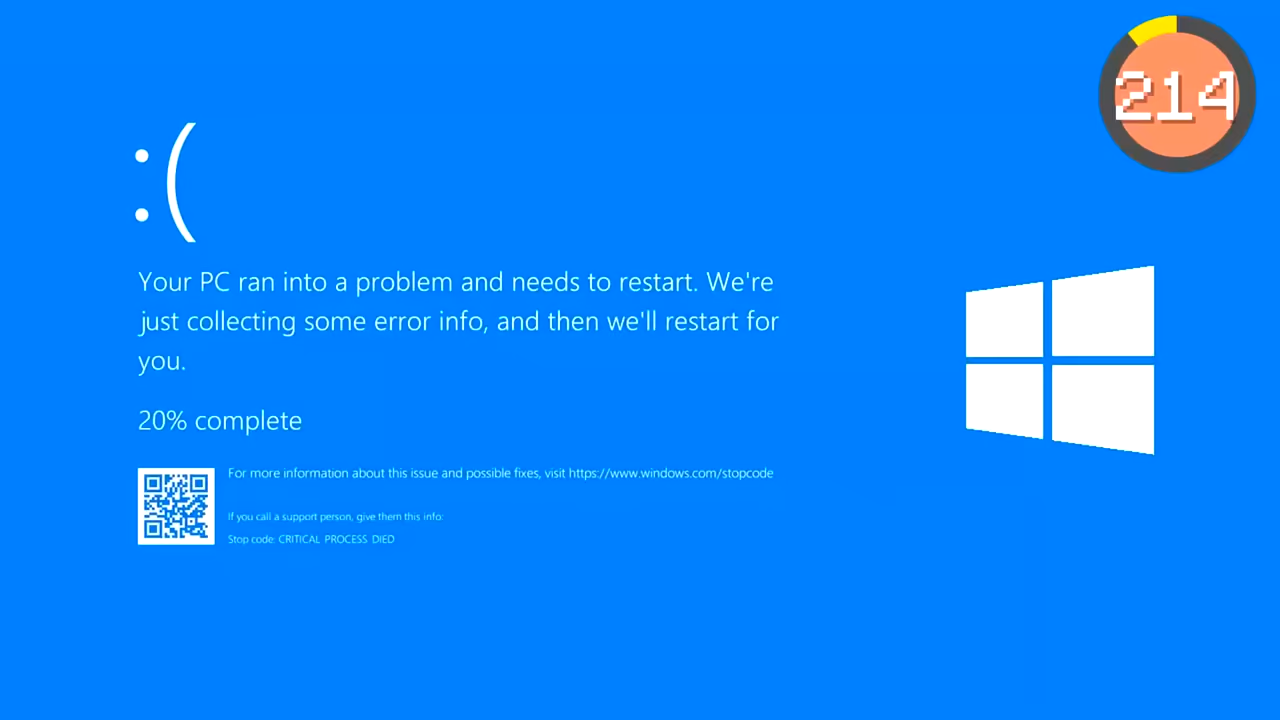 214
:(
Your PC ran into a problem and needs to restart. We're
just collecting some error info, and then we'll restart for
you.
20% complete
For more information about this issue and possible fixes, visit https://www.windows.com/stopcode
If you call a support person, give them this info:
Stop code: CRITICAL PROCESS DIED